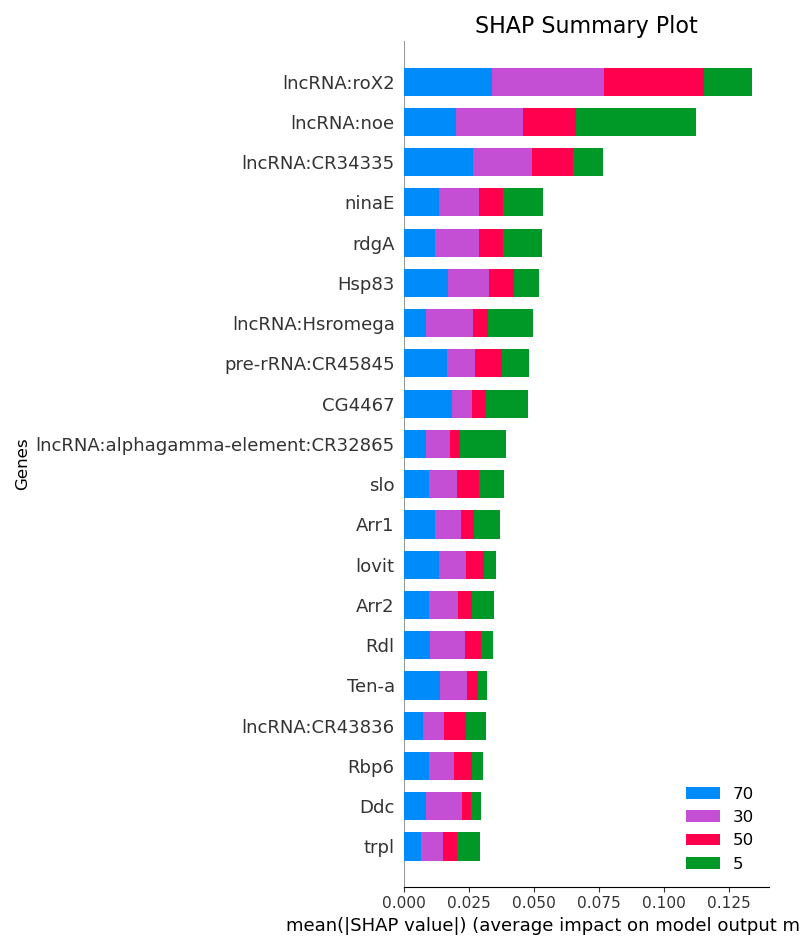 SHAP Summary Plot
lncRNA:roX2
lncRNA:noe
lncRNA:CR34335
ninaE
rdgA
Hsp83
lncRNA:Hsromega
pre-rRNA:CR45845
CG4467
lncRNA:alphagamma-element:CR32865
slo
Arr1
lovit
Arr2
Rdl
Ten-a
lncRNA:CR43836
Rbp6
Ddc
trpl
Genes
70
30
50
5
0.000 0.025 0.050 0.075 0.100 0.125
mean(|SHAP value|) (average impact on model output m